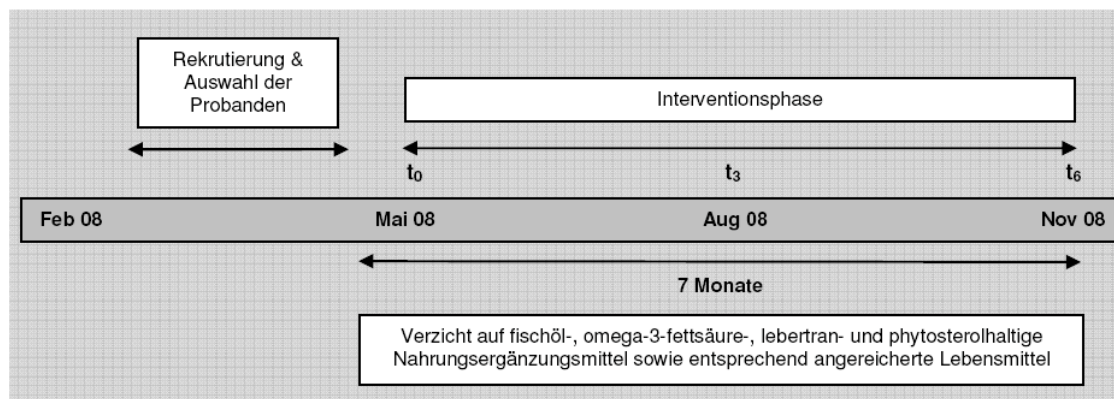 Rekrutierung &
Auswahl der
Probanden
Interventionsphase
t₀ t₃ t₆
Feb 08 Mai 08 Aug 08 Nov 08
7 Monate
Verzicht auf fischöl-, omega-3-fettsäure-, lebertran- und phytosterolhaltige
Nahrungsergänzungsmittel sowie entsprechend angereicherte Lebensmittel